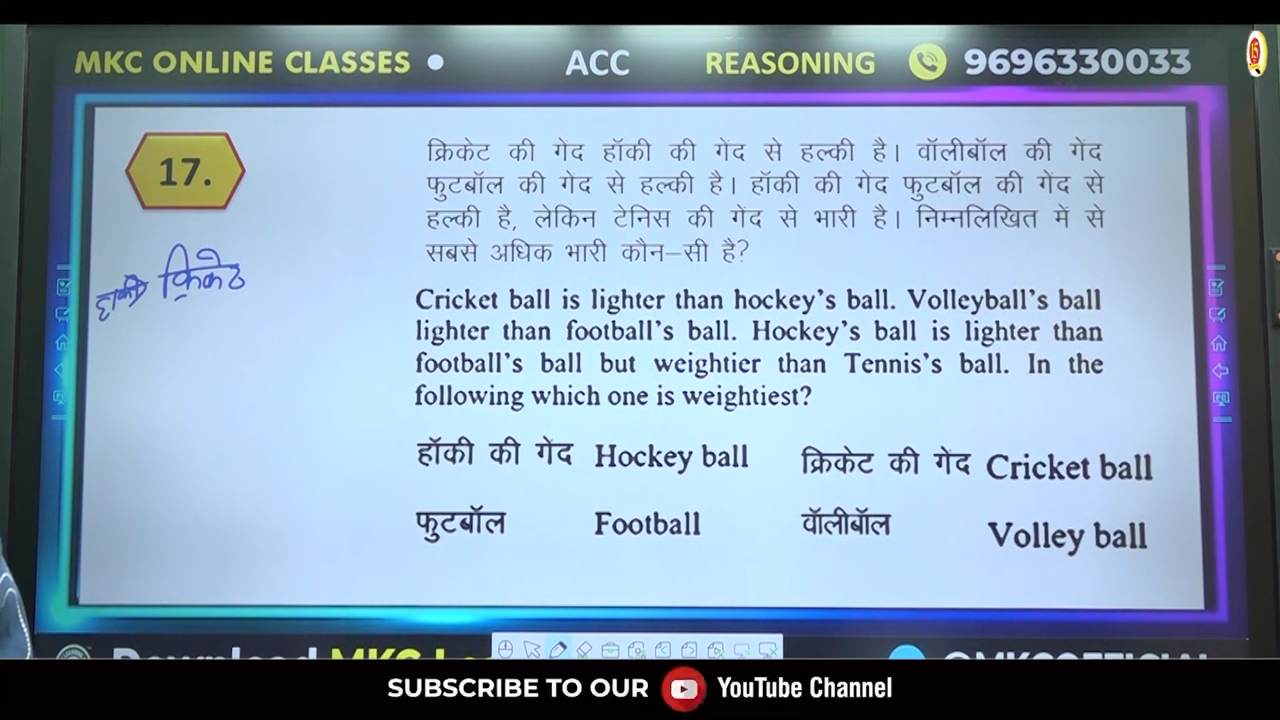 MKC ONLINE CLASSES • ACC REASONING 9696330033
17.
क्रिकेट की गेंद हॉकी की गेंद से हल्की है। वॉलीबॉल की गेंद
फुटबॉल की गेंद से हल्की है। हॉकी की गेंद फुटबॉल की गेंद से
हल्की है, लेकिन टेनिस की गेंद से भारी है। निम्नलिखित में से
सबसे अधिक भारी कौन–सी है?
हाकी क्रिकेट
Cricket ball is lighter than hockey's ball. Volleyball's ball
lighter than football's ball. Hockey's ball is lighter than
football's ball but weightier than Tennis's ball. In the
following which one is weightiest?
हॉकी की गेंद Hockey ball क्रिकेट की गेंद Cricket ball
फुटबॉल Football वॉलीबॉल Volley ball
Download MKC
@MKCOFFICIAL
SUBSCRIBE TO OUR YouTube Channel